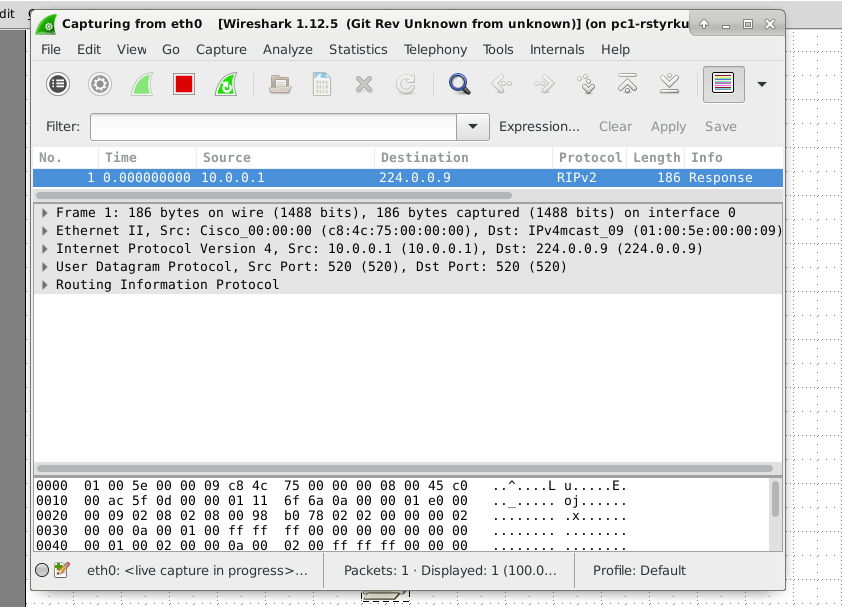 dit
Capturing from eth0 [Wireshark 1.12.5 (Git Rev Unknown from unknown)] (on pc1-rstyrku
File Edit View Go Capture Analyze Statistics Telephony Tools Internals Help
Filter: Expression... Clear Apply Save
No. Time Source Destination Protocol Length Info
1 0.000000000 10.0.0.1 224.0.0.9 RIPv2 186 Response
Frame 1: 186 bytes on wire (1488 bits), 186 bytes captured (1488 bits) on interface 0
Ethernet II, Src: Cisco_00:00:00 (c8:4c:75:00:00:00), Dst: IPv4mcast_09 (01:00:5e:00:00:09)
Internet Protocol Version 4, Src: 10.0.0.1 (10.0.0.1), Dst: 224.0.0.9 (224.0.0.9)
User Datagram Protocol, Src Port: 520 (520), Dst Port: 520 (520)
Routing Information Protocol
0000 01 00 5e 00 00 09 c8 4c 75 00 00 00 08 00 45 c0 ..^....L u.....E.
0010 00 ac 5f 0d 00 00 01 11 6f 6a 0a 00 00 01 e0 00 .._..... oj......
0020 00 09 02 08 02 08 00 98 b0 78 02 02 00 00 00 02 ........ .x......
0030 00 00 0a 00 01 00 ff ff ff 00 00 00 00 00 00 00 ........ ........
0040 00 01 00 02 00 00 0a 00 02 00 ff ff ff 00 00 00 ........ ........
eth0: <live capture in progress>... Packets: 1 · Displayed: 1 (100.0... Profile: Default